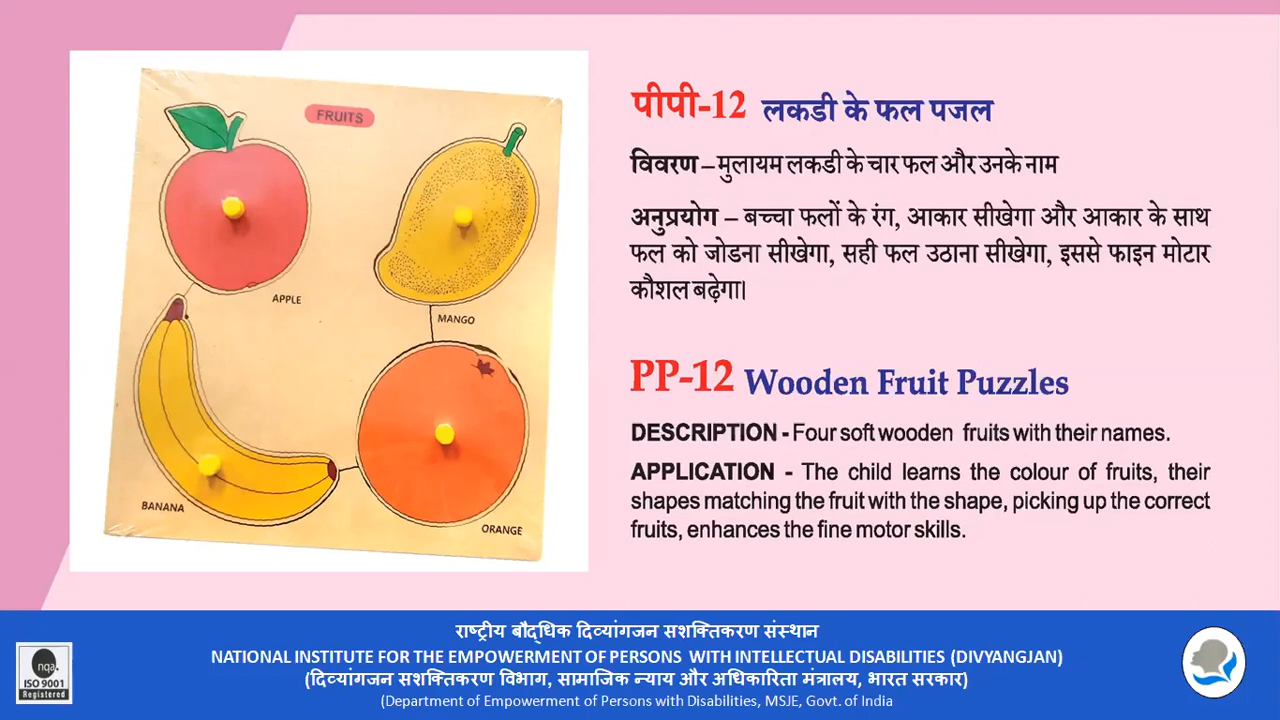 FRUITS
APPLE
MANGO
BANANA
ORANGE
पीपी-12 लकडी के फल पजल
विवरण – मुलायम लकडी के चार फल और उनके नाम
अनुप्रयोग – बच्चा फलों के रंग, आकार सीखेगा और आकार के साथ
फल को जोडना सीखेगा, सही फल उठाना सीखेगा, इससे फाइन मोटार
कौशल बढ़ेगा।
PP-12 Wooden Fruit Puzzles
DESCRIPTION - Four soft wooden fruits with their names.
APPLICATION - The child learns the colour of fruits, their
shapes matching the fruit with the shape, picking up the correct
fruits, enhances the fine motor skills.
राष्ट्रीय बौद्धिक दिव्यांगजन सशक्तिकरण संस्थान
NATIONAL INSTITUTE FOR THE EMPOWERMENT OF PERSONS WITH INTELLECTUAL DISABILITIES (DIVYANGJAN)
(दिव्यांगजन सशक्तिकरण विभाग, सामाजिक न्याय और अधिकारिता मंत्रालय, भारत सरकार)
(Department of Empowerment of Persons with Disabilities, MSJE, Govt. of India
nqa.
ISO 9001
Registered